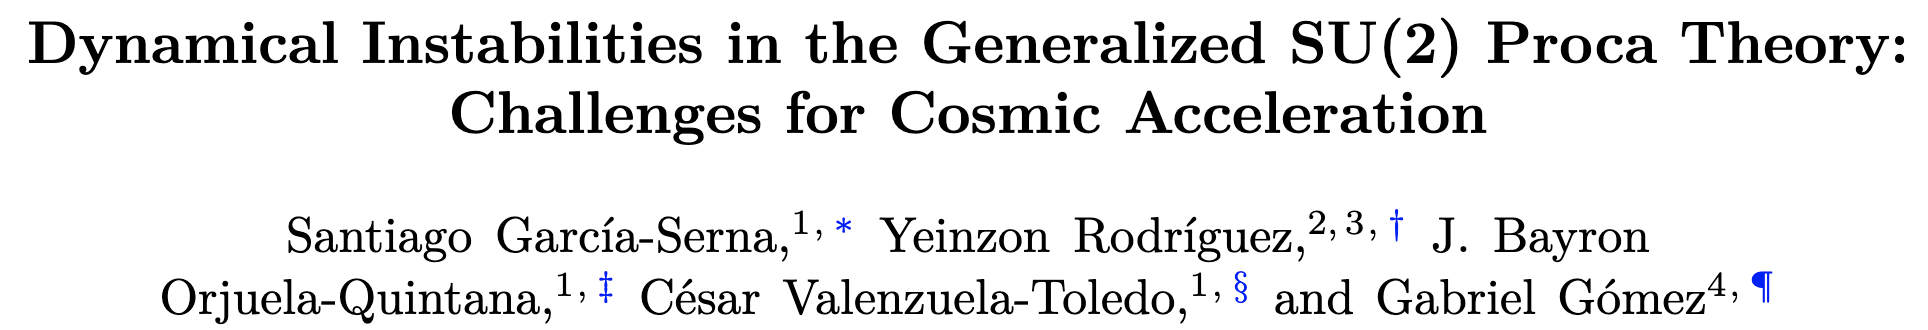 Dynamical Instabilities in the Generalized SU(2) Proca Theory:
Challenges for Cosmic Acceleration
Santiago García-Serna,1, * Yeinzon Rodríguez,2, 3, † J. Bayron
Orjuela-Quintana,1, ‡ César Valenzuela-Toledo,1, § and Gabriel Gómez4, ¶